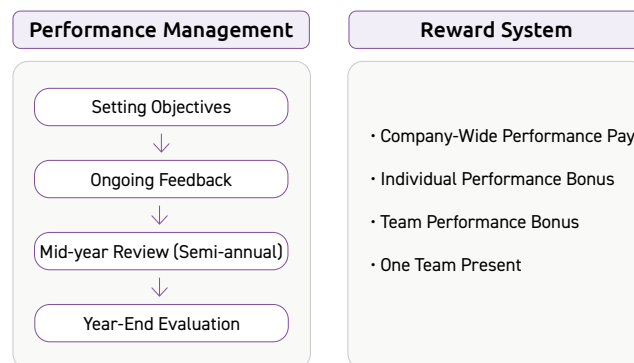 Performance Management
Setting Objectives
Ongoing Feedback
Mid-year Review (Semi-annual)
Year-End Evaluation
Reward System
· Company-Wide Performance Pay
· Individual Performance Bonus
· Team Performance Bonus
· One Team Present